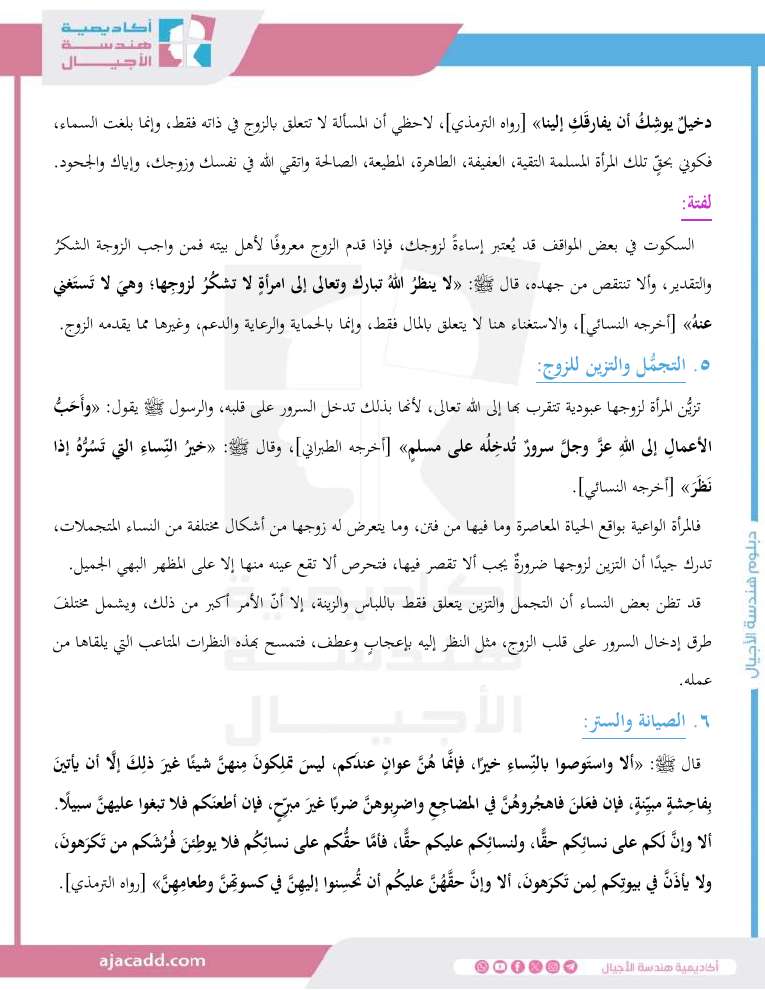 أكاديمية
هندسة
الأجيال
دخيلٌ يوشِكُ أن يفارقَكِ إلينا» [رواه الترمذي]، لاحظي أن المسألة لا تتعلق بالزوج في ذاته فقط، وإنما بلغت السماء،
فكوني بحقٍّ تلك المرأة المسلمة التقية، العفيفة، الطاهرة، المطيعة، الصالحة واتقي الله في نفسك وزوجك، وإياك والجحود.
لفتة:
السكوت في بعض المواقف قد يُعتبر إساءةً لزوجك، فإذا قدم الزوج معروفًا لأهل بيته فمن واجب الزوجة الشكرُ
والتقدير، وألا تنتقص من جهده، قال ﷺ: «لا ينظرُ اللهُ تبارك وتعالى إلى امرأةٍ لا تشكُرُ لزوجِها؛ وهيَ لا تَستَغني
عنهُ» [أخرجه النسائي]، والاستغناء هنا لا يتعلق بالمال فقط، وإنما بالحماية والرعاية والدعم، وغيرها مما يقدمه الزوج.
٥. التجمُّل والتزين للزوج:
تزيُّن المرأة لزوجها عبودية تتقرب بها إلى الله تعالى، لأنها بذلك تدخل السرور على قلبه، والرسول ﷺ يقول: «وأَحَبُّ
الأعمالِ إلى اللهِ عزَّ وجلَّ سرورٌ تُدخِلُه على مسلمٍ» [أخرجه الطبراني]، وقال ﷺ: «خيرُ النِّساءِ التي تَسُرُّهُ إذا
نَظَرَ» [أخرجه النسائي].
فالمرأة الواعية بواقع الحياة المعاصرة وما فيها من فتن، وما يتعرض له زوجها من أشكال مختلفة من النساء المتجملات،
تدرك جيدًا أن التزين لزوجها ضرورةٌ يجب ألا تقصر فيها، فتحرص ألا تقع عينه منها إلا على المظهر البهي الجميل.
قد تظن بعض النساء أن التجمل والتزين يتعلق فقط باللباس والزينة، إلا أنّ الأمر أكبر من ذلك، ويشمل مختلفَ
طرق إدخال السرور على قلب الزوج، مثل النظر إليه بإعجابٍ وعطف، فتمسح بهذه النظرات المتاعب التي يلقاها من
عمله.
٦. الصيانة والستر:
قال ﷺ: «ألا واستَوصوا بالنِّساءِ خيرًا، فإنَّما هُنَّ عوانٍ عندَكم، ليسَ تملِكونَ مِنهنَّ شيئًا غيرَ ذلِكَ إلَّا أن يأتينَ
بِفاحِشةٍ مبيِّنةٍ، فإن فعَلنَ فاهجُروهُنَّ في المضاجعِ واضرِبوهنَّ ضربًا غيرَ مبرِّحٍ، فإن أطعنَكم فلا تبغوا عليهنَّ سبيلًا.
ألا وإنَّ لَكم على نسائِكم حقًّا، ولنسائِكم عليكم حقًّا، فأمَّا حقُّكم على نسائِكُم فلا يوطِئنَ فُرُشَكم من تكرَهونَ،
ولا يأذَنَّ في بيوتِكم لِمن تَكرَهونَ، ألا وإنَّ حقَّهُنَّ عليكُم أن تُحسِنوا إليهِنَّ في كسوتِهنَّ وطعامِهِنَّ» [رواه الترمذي].
دبلوم هندسة الأجيال
أكاديمية
هندسة
الأجيال
ajacadd.com
أكاديمية هندسة الأجيال